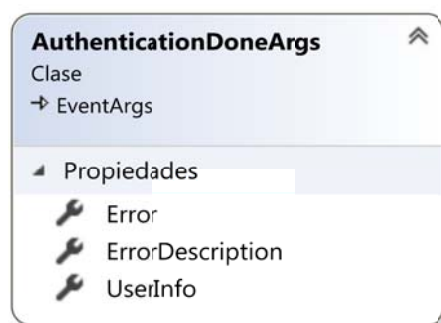 AuthenticationDoneArgs
Clase
EventArgs
Propiedades
Error
ErrorDescription
UserInfo